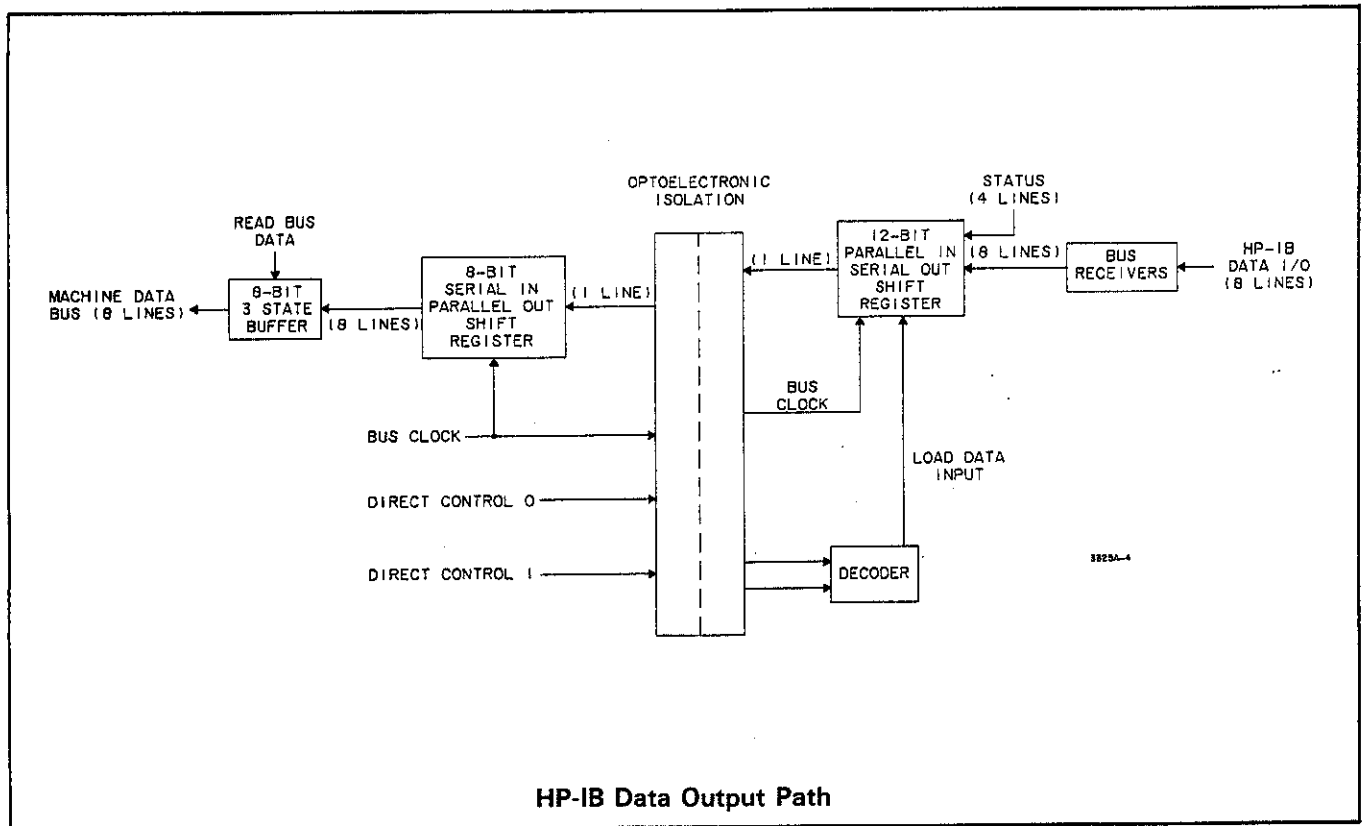 OPTOELECTRONIC
ISOLATION
STATUS
(4 LINES)
READ BUS
DATA
12-BIT
PARALLEL IN
SERIAL OUT
SHIFT
REGISTER
(1 LINE)
(8 LINES)
BUS
RECEIVERS
HP-IB
DATA I/O
(8 LINES)
8-BIT
SERIAL IN
PARALLEL OUT
SHIFT
REGISTER
(1 LINE)
MACHINE DATA
BUS (8 LINES)
8-BIT
3 STATE
BUFFER
(8 LINES)
BUS
CLOCK
BUS CLOCK
LOAD DATA
INPUT
DIRECT CONTROL 0
DIRECT CONTROL 1
DECODER
3325A-4
HP-IB Data Output Path